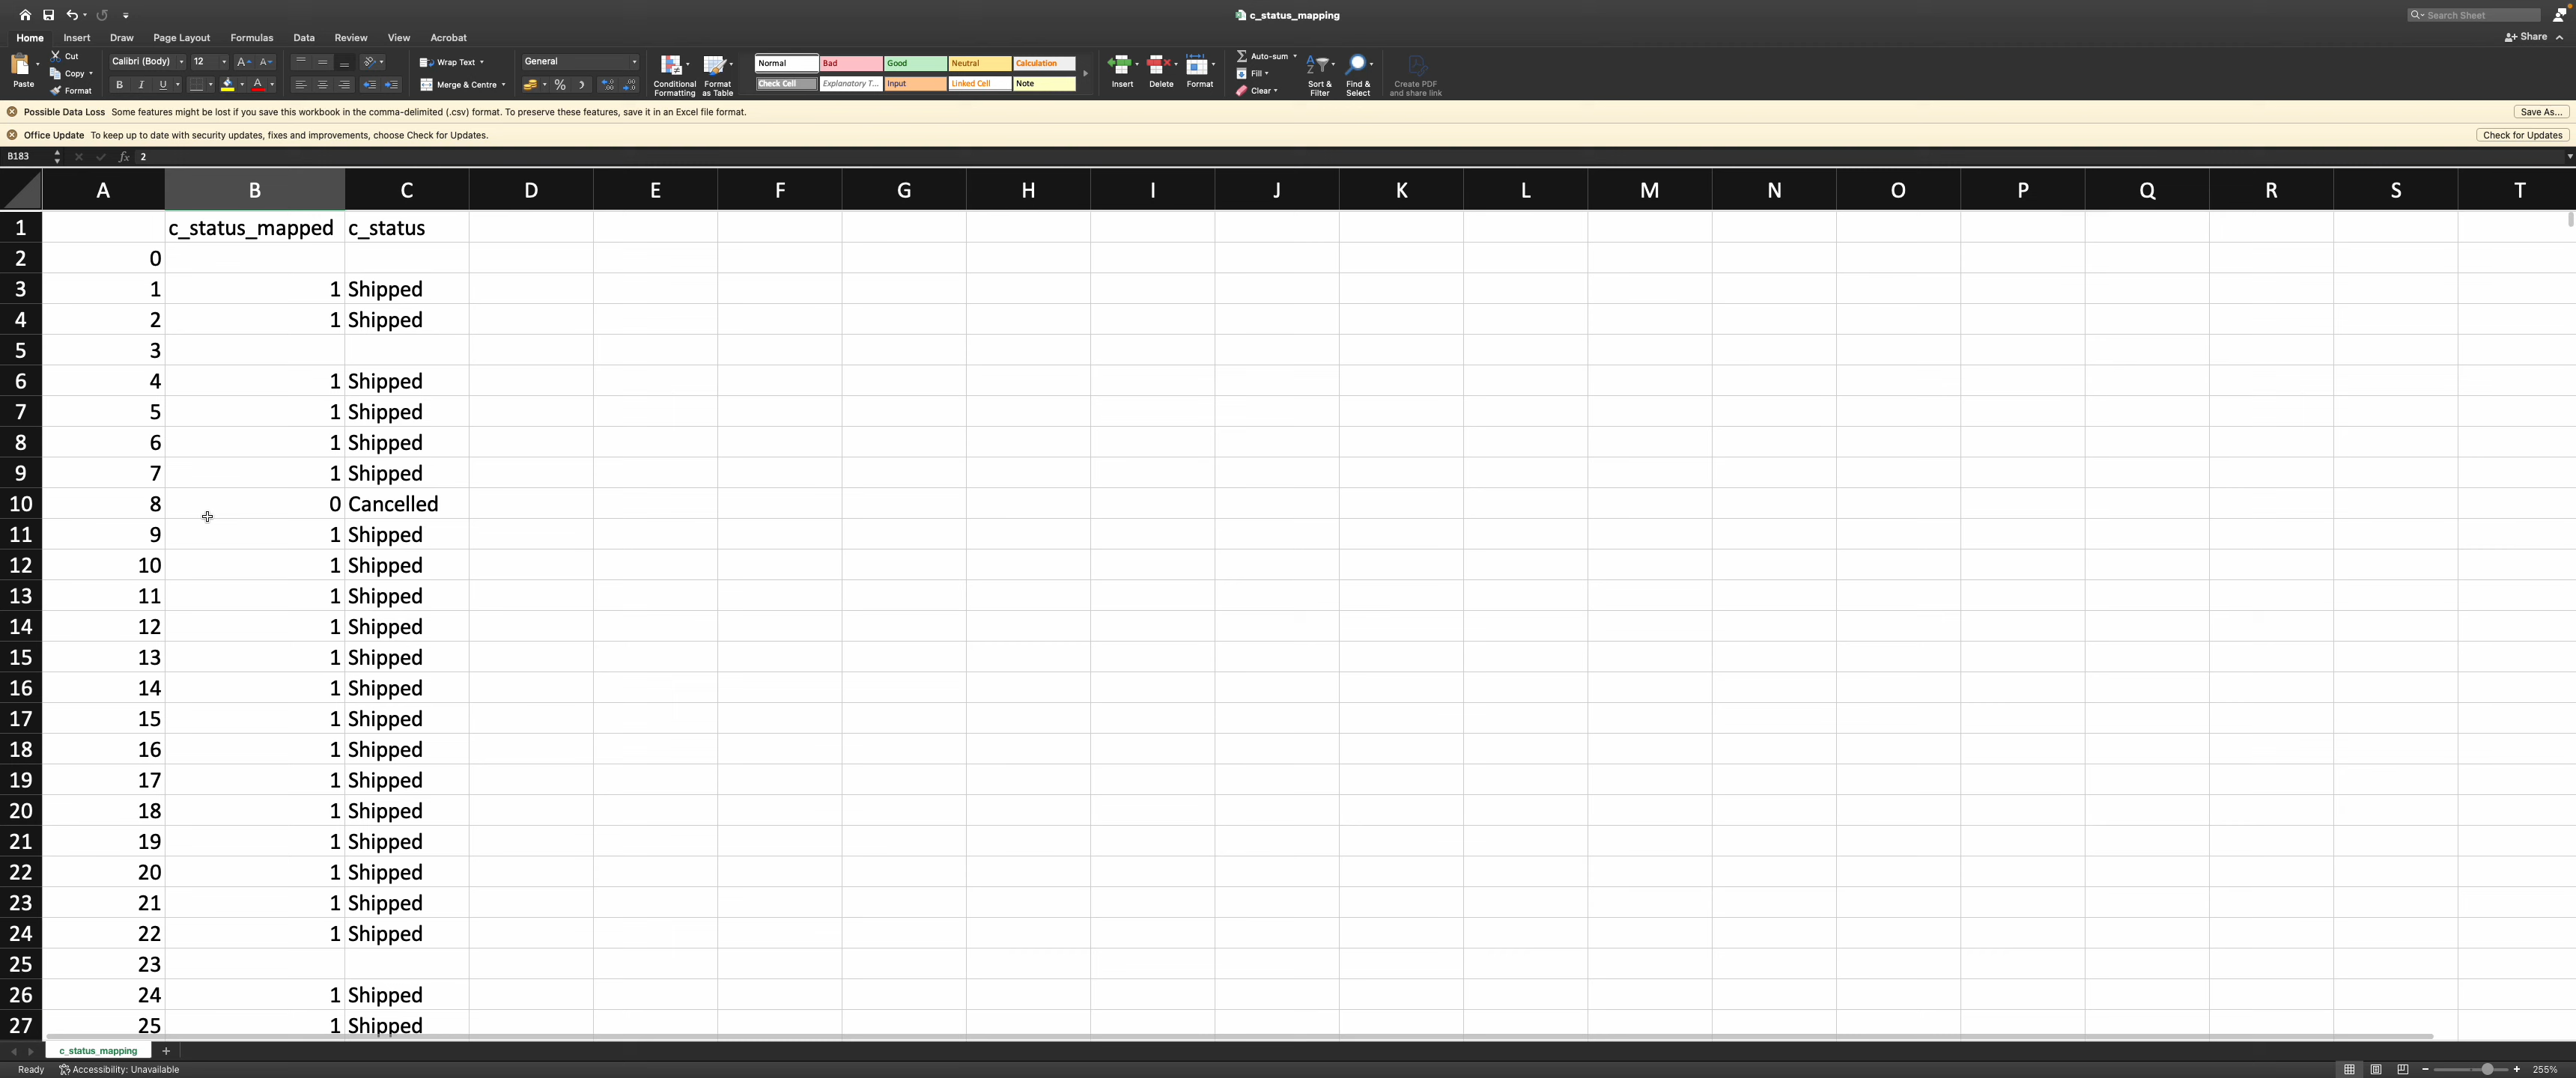 c_status_mapping
Search Sheet
Home Insert Draw Page Layout Formulas Data Review View Acrobat
Share
Paste
Cut
Copy
Format
Calibri (Body) 12
B I U
Wrap Text
Merge & Centre
General
Conditional Formatting
Format as Table
Normal Bad Good Neutral Calculation
Check Cell Explanatory T... Input Linked Cell Note
Insert Delete Format
Auto-sum
Fill
Clear
Sort & Filter
Find & Select
Create PDF and share link
Possible Data Loss Some features might be lost if you save this workbook in the comma-delimited (.csv) format. To preserve these features, save it in an Excel file format.
Save As...
Office Update To keep up to date with security updates, fixes and improvements, choose Check for Updates.
Check for Updates
B183 fx 2
A B C D E F G H I J K L M N O P Q R S T
1 c_status_mapped c_status
2 0
3 1 1 Shipped
4 2 1 Shipped
5 3
6 4 1 Shipped
7 5 1 Shipped
8 6 1 Shipped
9 7 1 Shipped
10 8 0 Cancelled
11 9 1 Shipped
12 10 1 Shipped
13 11 1 Shipped
14 12 1 Shipped
15 13 1 Shipped
16 14 1 Shipped
17 15 1 Shipped
18 16 1 Shipped
19 17 1 Shipped
20 18 1 Shipped
21 19 1 Shipped
22 20 1 Shipped
23 21 1 Shipped
24 22 1 Shipped
25 23
26 24 1 Shipped
27 25 1 Shipped
c_status_mapping
Ready Accessibility: Unavailable
255%